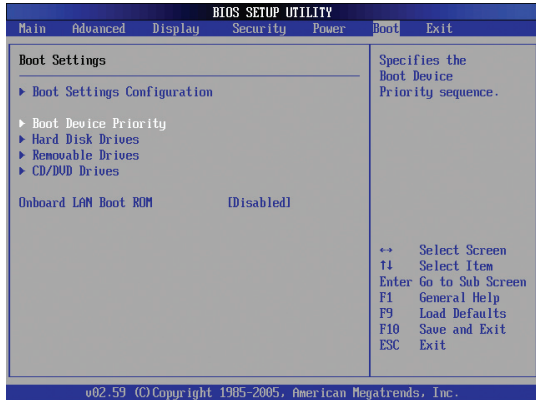 BIOS SETUP UTILITY
Main Advanced Display Security Power Boot Exit
Boot Settings
Boot Settings Configuration
Boot Device Priority
Hard Disk Drives
Removable Drives
CD/DVD Drives
Onboard LAN Boot ROM [Disabled]
Specifies the
Boot Device
Priority sequence.
↔ Select Screen
↑↓ Select Item
Enter Go to Sub Screen
F1 General Help
F9 Load Defaults
F10 Save and Exit
ESC Exit
v02.59 (C)Copyright 1985-2005, American Megatrends, Inc.